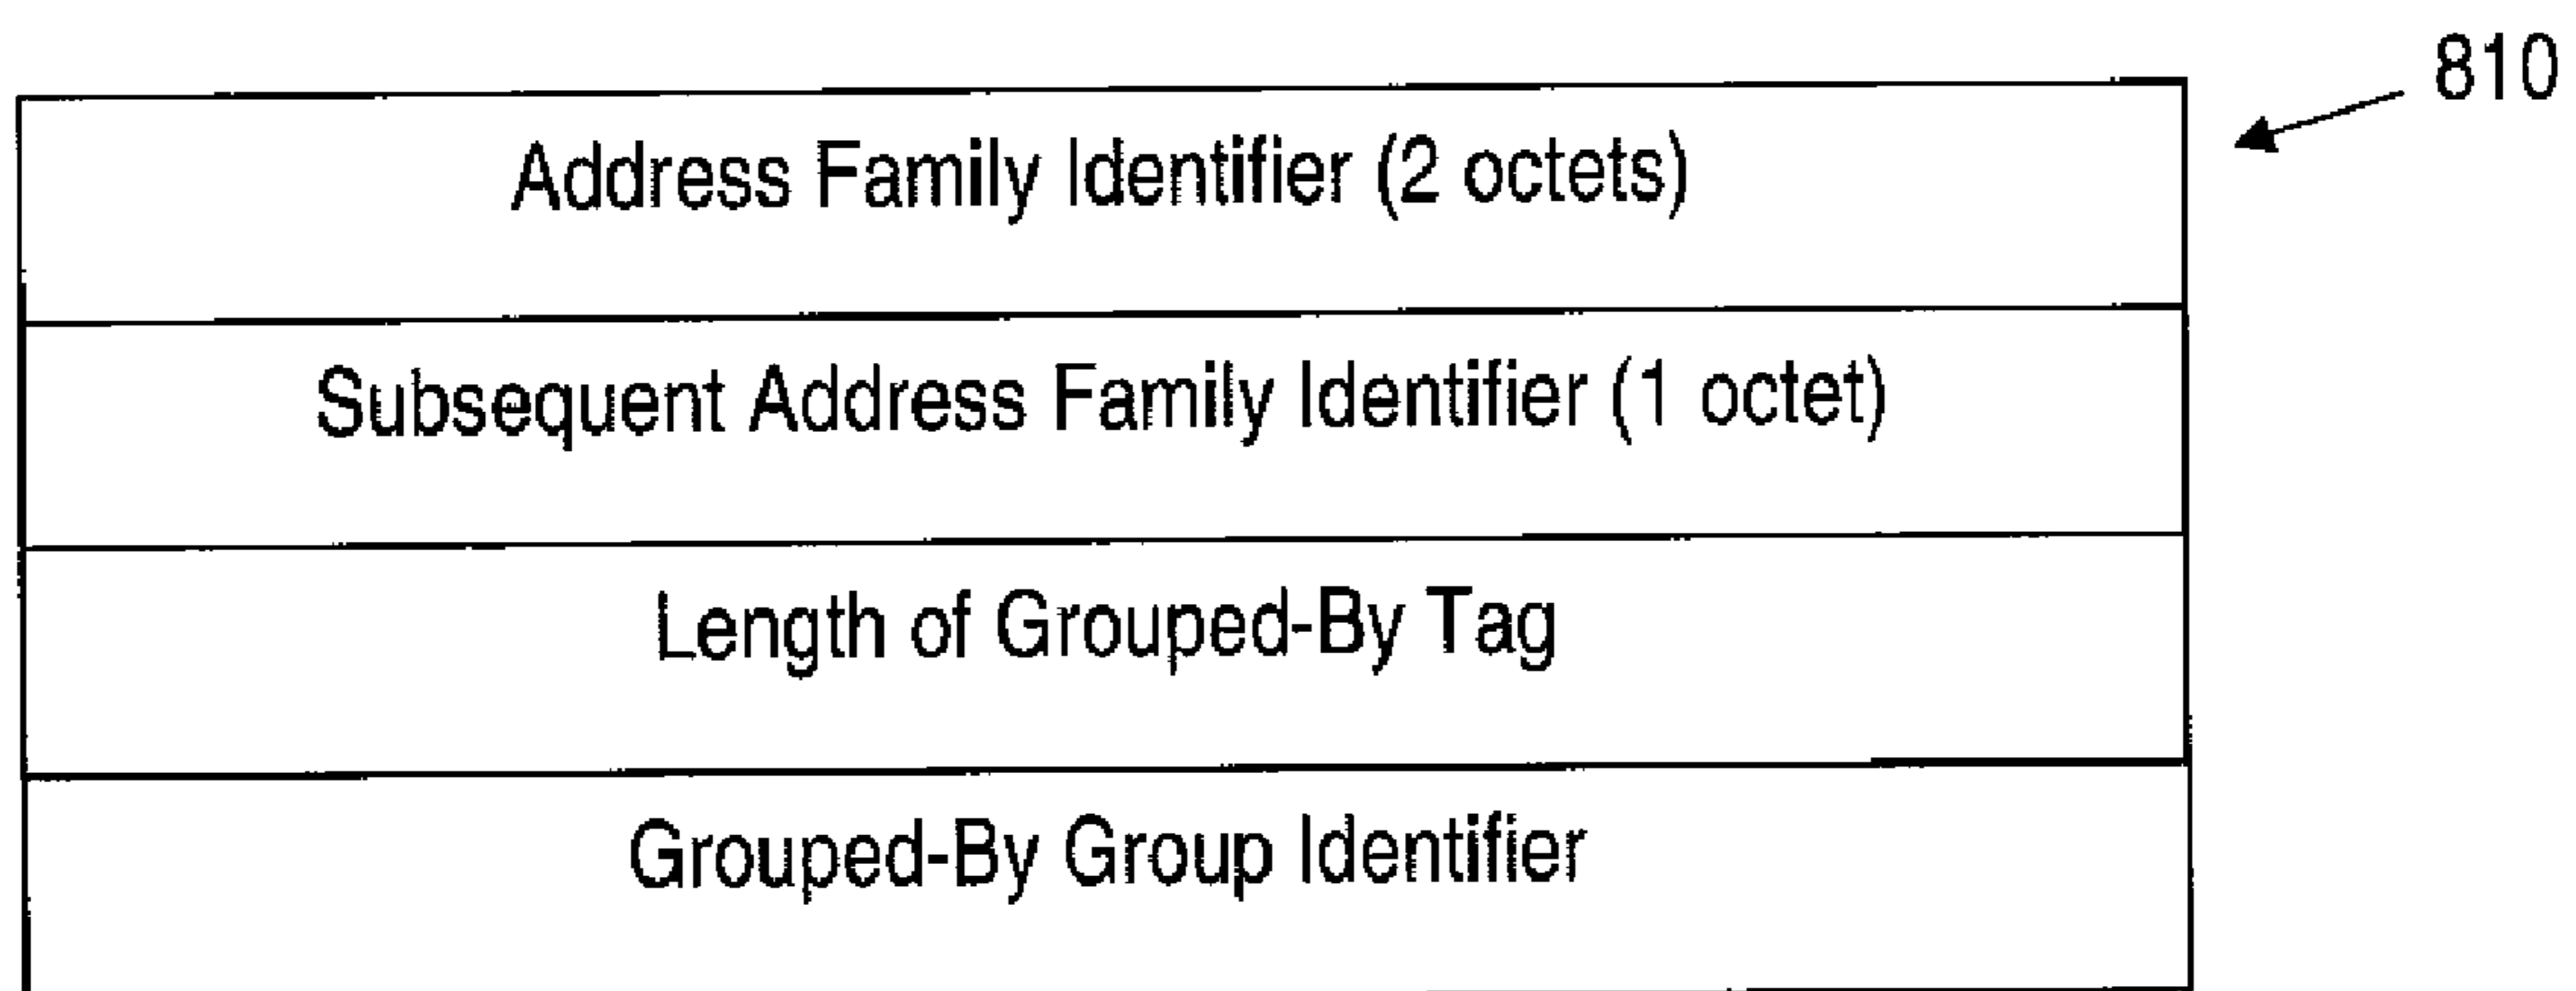 810
Address Family Identifier (2 octets)
Subsequent Address Family Identifier (1 octet)
Length of Grouped-By Tag
Grouped-By Group Identifier